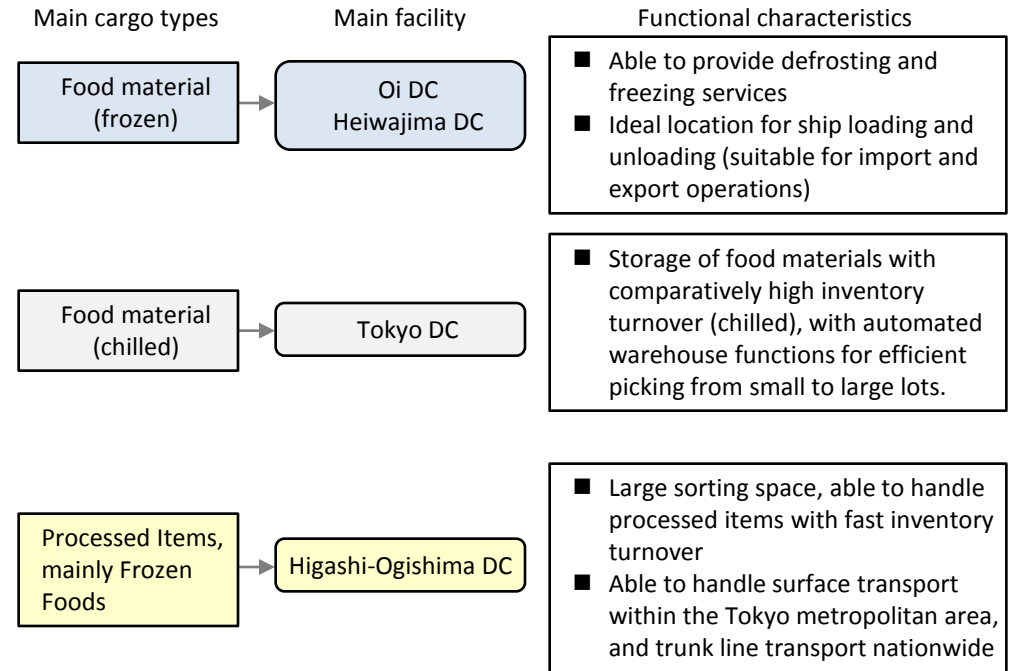 Main cargo types
Main facility
Functional characteristics
Food material
(frozen)
Oi DC
Heiwajima DC
■ Able to provide defrosting and
freezing services
■ Ideal location for ship loading and
unloading (suitable for import and
export operations)
Food material
(chilled)
Tokyo DC
■ Storage of food materials with
comparatively high inventory
turnover (chilled), with automated
warehouse functions for efficient
picking from small to large lots.
Processed Items,
mainly Frozen
Foods
Higashi-Ogishima DC
■ Large sorting space, able to handle
processed items with fast inventory
turnover
■ Able to handle surface transport
within the Tokyo metropolitan area,
and trunk line transport nationwide